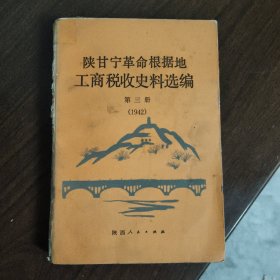 陕甘宁革命根据地
工商税收史料选编
第三册
(1942)
陕西人民出版